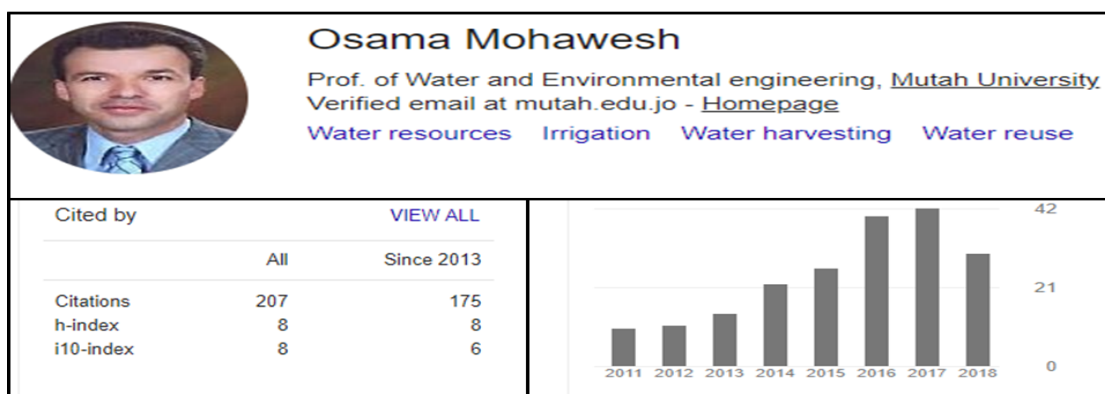 Osama Mohawesh
Prof. of Water and Environmental engineering, Mutah University
Verified email at mutah.edu.jo - Homepage
Water resources Irrigation Water harvesting Water reuse
Cited by VIEW ALL
All Since 2013
Citations 207 175
h-index 8 8
i10-index 8 6
42
21
0
2011 2012 2013 2014 2015 2016 2017 2018